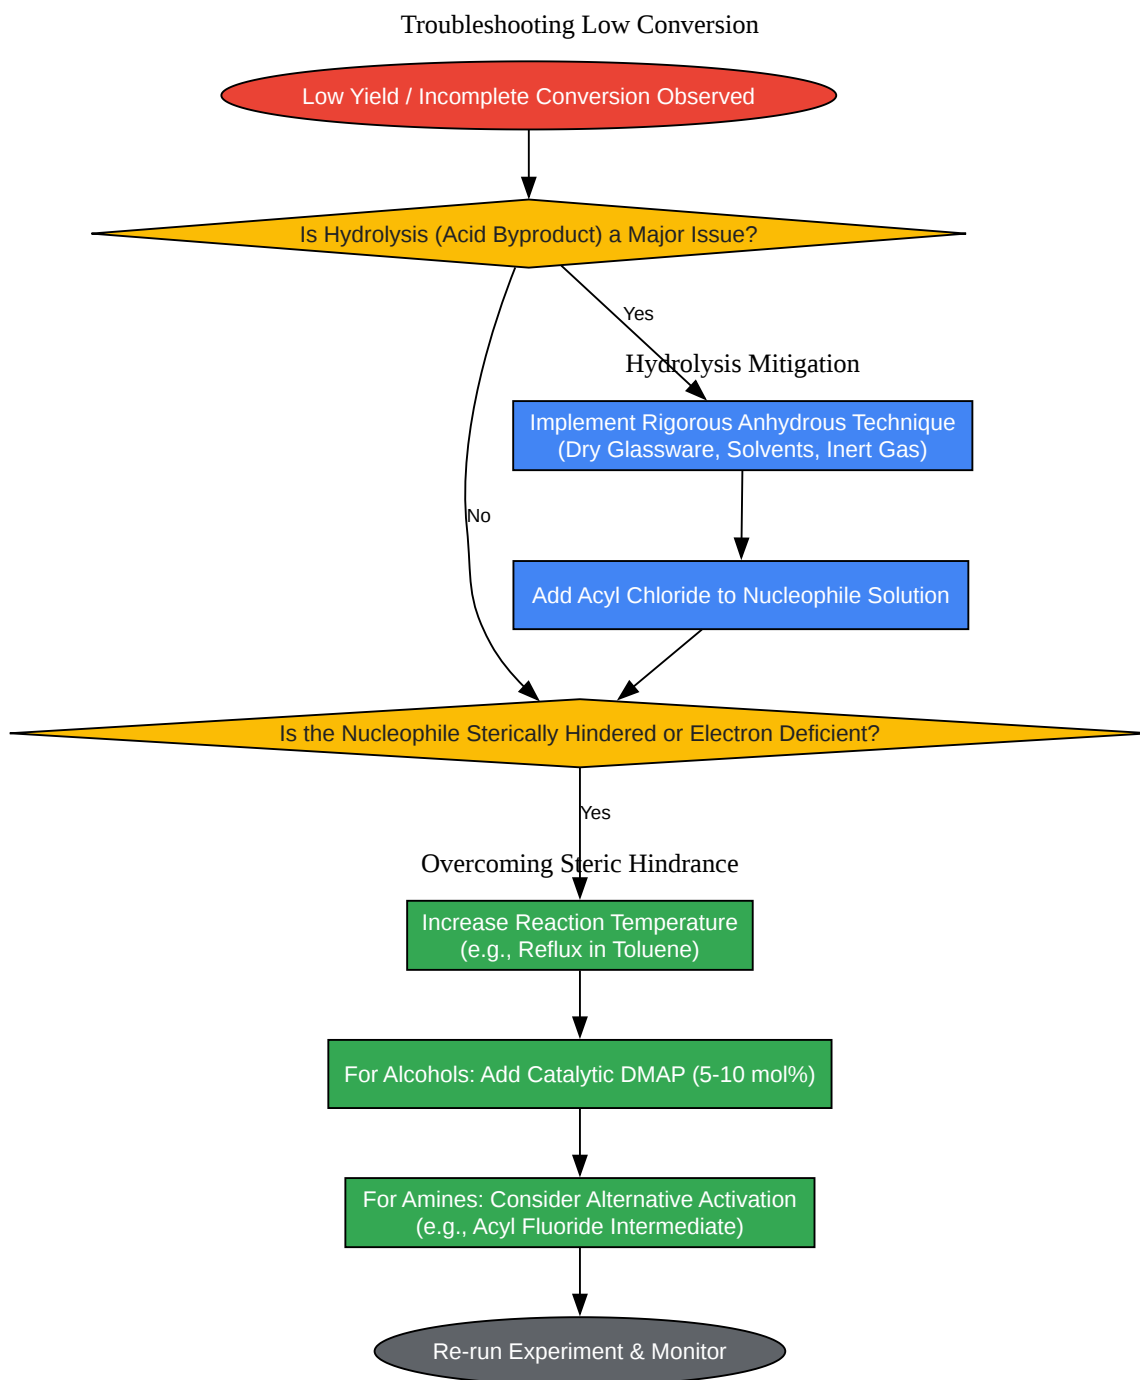 Troubleshooting Low Conversion
Low Yield / Incomplete Conversion Observed
Is Hydrolysis (Acid Byproduct) a Major Issue?
Yes
Hydrolysis Mitigation
Implement Rigorous Anhydrous Technique
(Dry Glassware, Solvents, Inert Gas)
No
Add Acyl Chloride to Nucleophile Solution
Is the Nucleophile Sterically Hindered or Electron Deficient?
Yes
Overcoming Steric Hindrance
Increase Reaction Temperature
(e.g., Reflux in Toluene)
For Alcohols: Add Catalytic DMAP (5-10 mol%)
For Amines: Consider Alternative Activation
(e.g., Acyl Fluoride Intermediate)
Re-run Experiment & Monitor